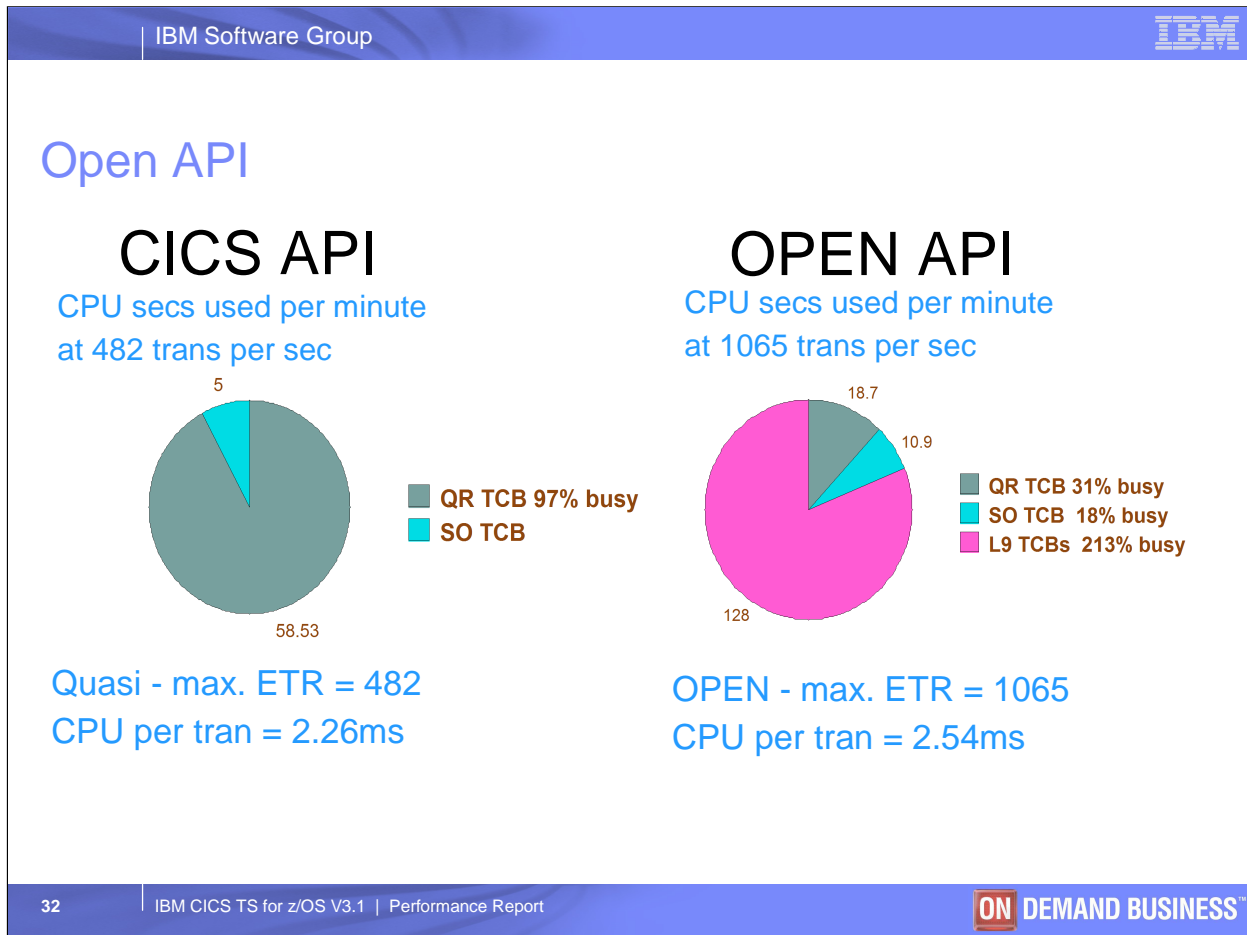 IBM Software Group
IBM
Open API
CICS API
CPU secs used per minute
at 482 trans per sec
5
58.53
QR TCB 97% busy
SO TCB
Quasi - max. ETR = 482
CPU per tran = 2.26ms
OPEN API
CPU secs used per minute
at 1065 trans per sec
18.7
10.9
128
QR TCB 31% busy
SO TCB 18% busy
L9 TCBs 213% busy
OPEN - max. ETR = 1065
CPU per tran = 2.54ms
32
IBM CICS TS for z/OS V3.1 | Performance Report
ON DEMAND BUSINESS™